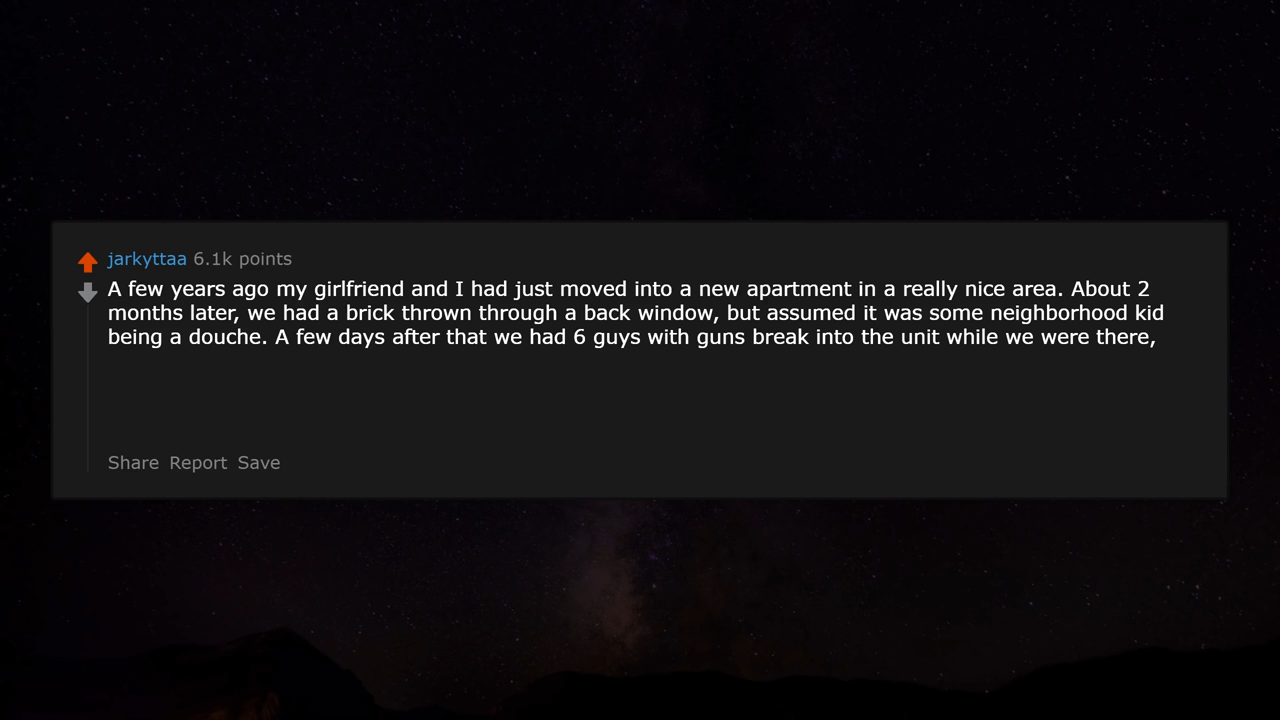 jarkyttaa 6.1k points
A few years ago my girlfriend and I had just moved into a new apartment in a really nice area. About 2
months later, we had a brick thrown through a back window, but assumed it was some neighborhood kid
being a douche. A few days after that we had 6 guys with guns break into the unit while we were there,
Share Report Save